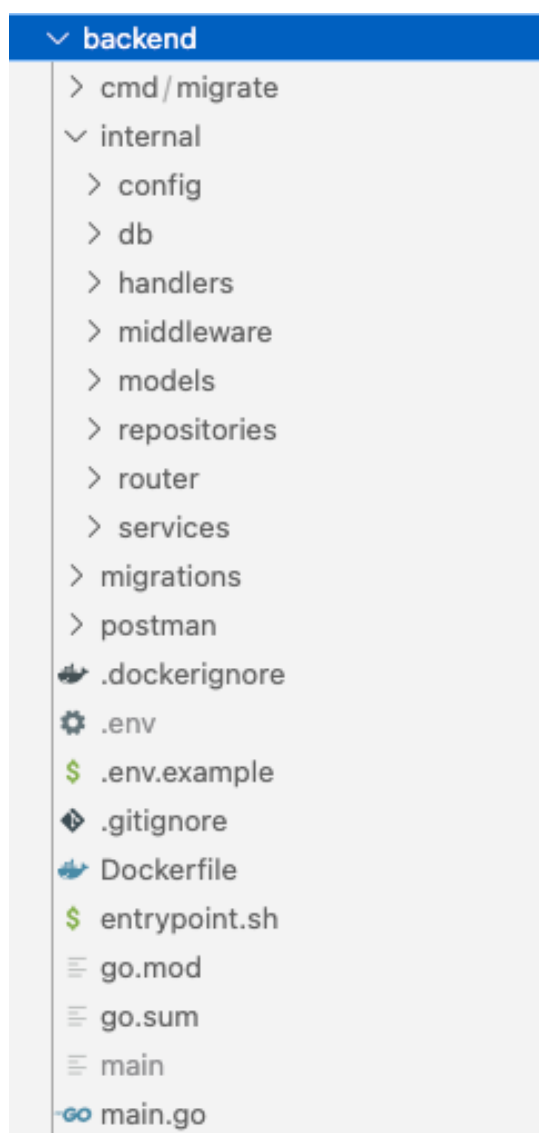 backend
cmd/migrate
internal
config
db
handlers
middleware
models
repositories
router
services
migrations
postman
.dockerignore
.env
$ .env.example
.gitignore
Dockerfile
$ entrypoint.sh
go.mod
go.sum
main
GO main.go